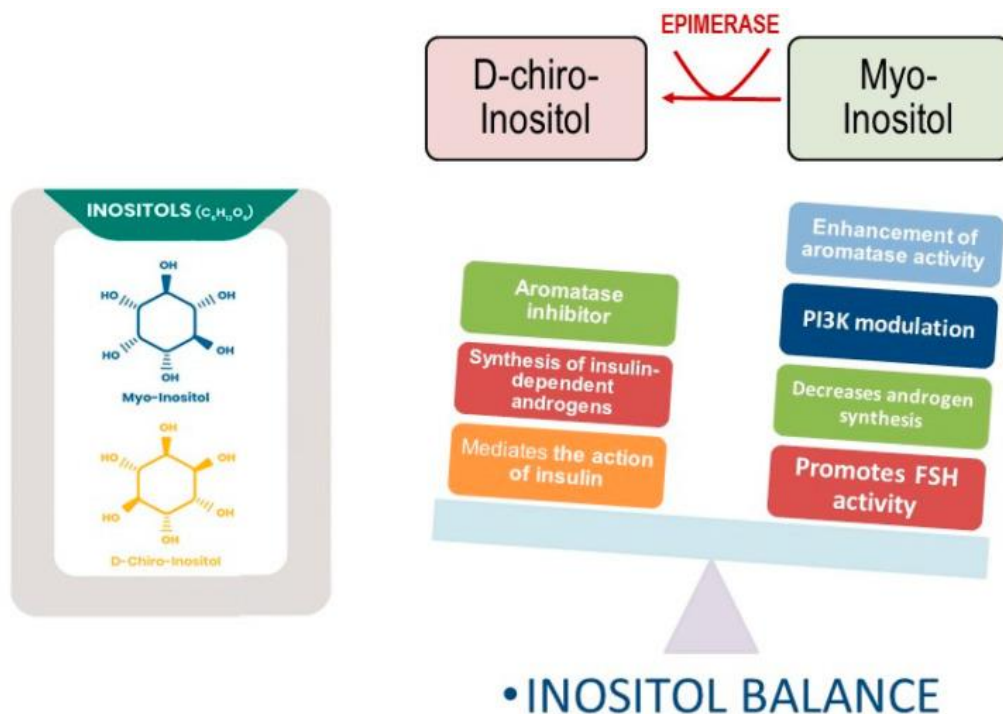 EPIMERASE
D-chiro-
Inositol
Myo-
Inositol
INOSITOLS (C₆H₁₂O₆)
OH
HO
OH
HO
OH
OH
Myo-Inositol
OH
HO
OH
HO
OH
OH
D-Chiro-Inositol
Aromatase
inhibitor
Synthesis of insulin-
dependent
androgens
Mediates the action
of insulin
Enhancement of
aromatase activity
PI3K modulation
Decreases androgen
synthesis
Promotes FSH
activity
•INOSITOL BALANCE